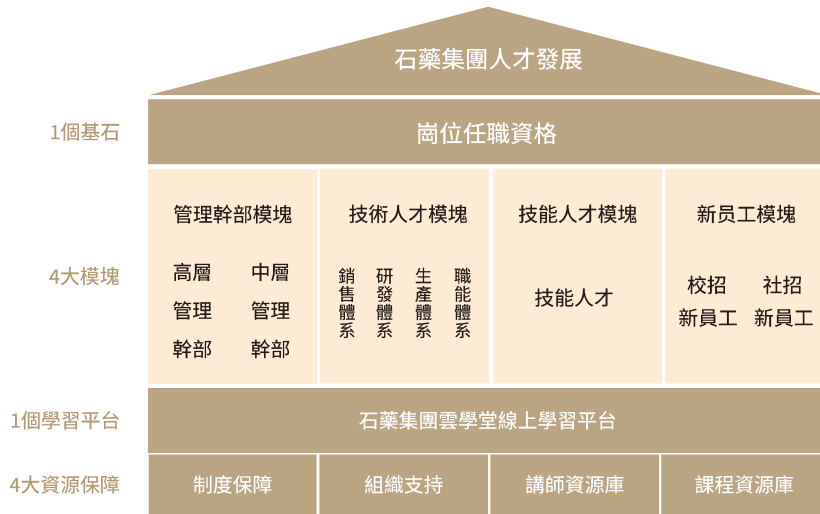 石藥集團人才發展
1個基石
崗位任職資格
4大模塊
管理幹部模塊
高層
管理
幹部
中層
管理
幹部
技術人才模塊
銷售體系
研發體系
生產體系
職能體系
技能人才模塊
技能人才
新员工模塊
校招
新員工
社招
新員工
1個學習平台
石藥集團雲學堂線上學習平台
4大資源保障
制度保障
組織支持
講師資源庫
課程資源庫